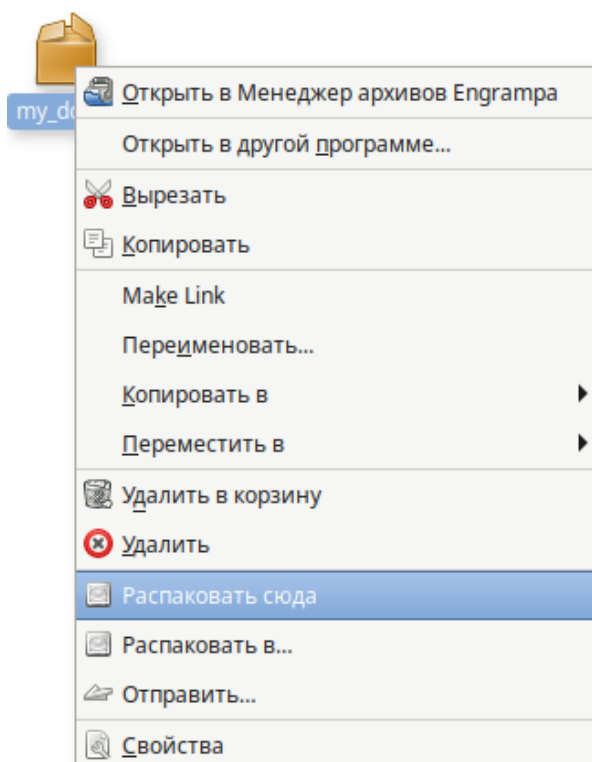 my_do
Открыть в Менеджер архивов Engrampa
Открыть в другой программе...
Вырезать
Копировать
Make Link
Переименовать...
Копировать в
Переместить в
Удалить в корзину
Удалить
Распаковать сюда
Распаковать в...
Отправить...
Свойства